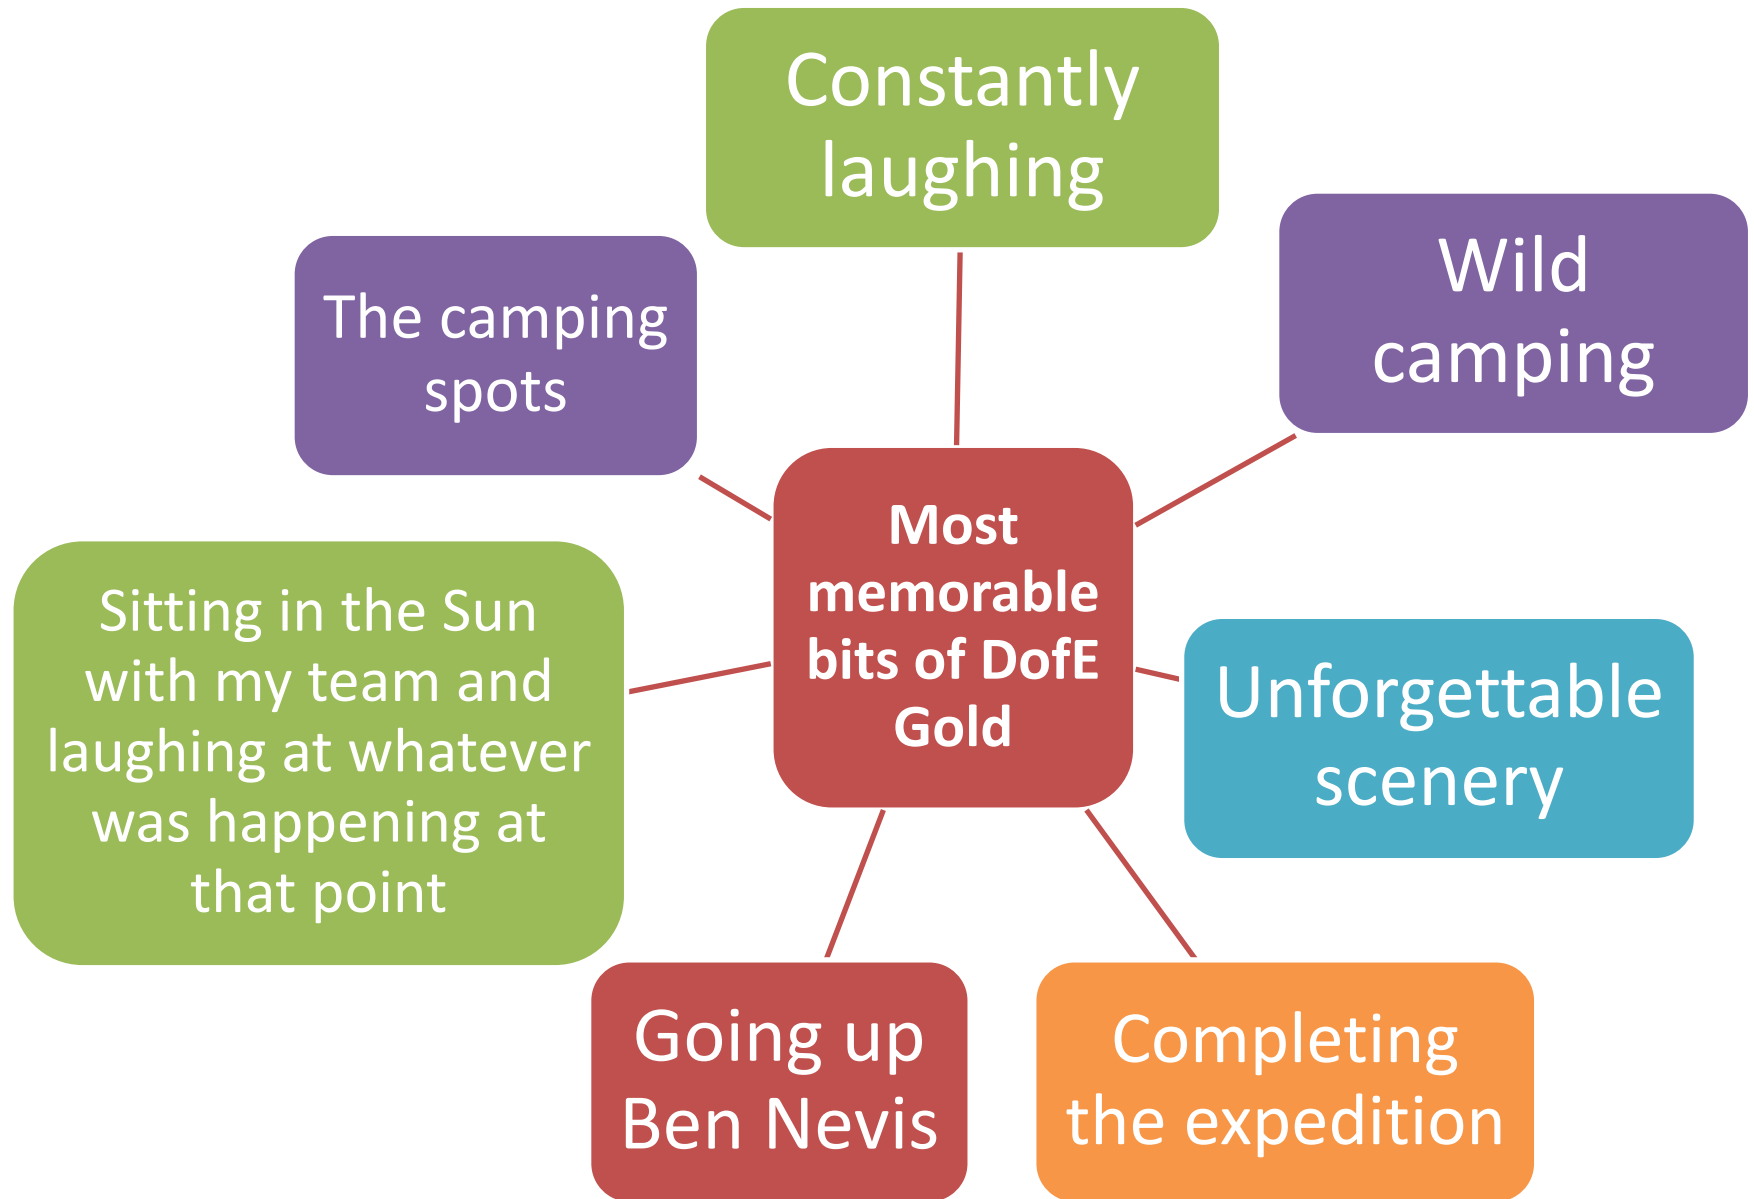 Constantly
laughing
Wild
camping
The camping
spots
Most
memorable
bits of DofE
Gold
Sitting in the Sun
with my team and
laughing at whatever
was happening at
that point
Unforgettable
scenery
Going up
Ben Nevis
Completing
the expedition